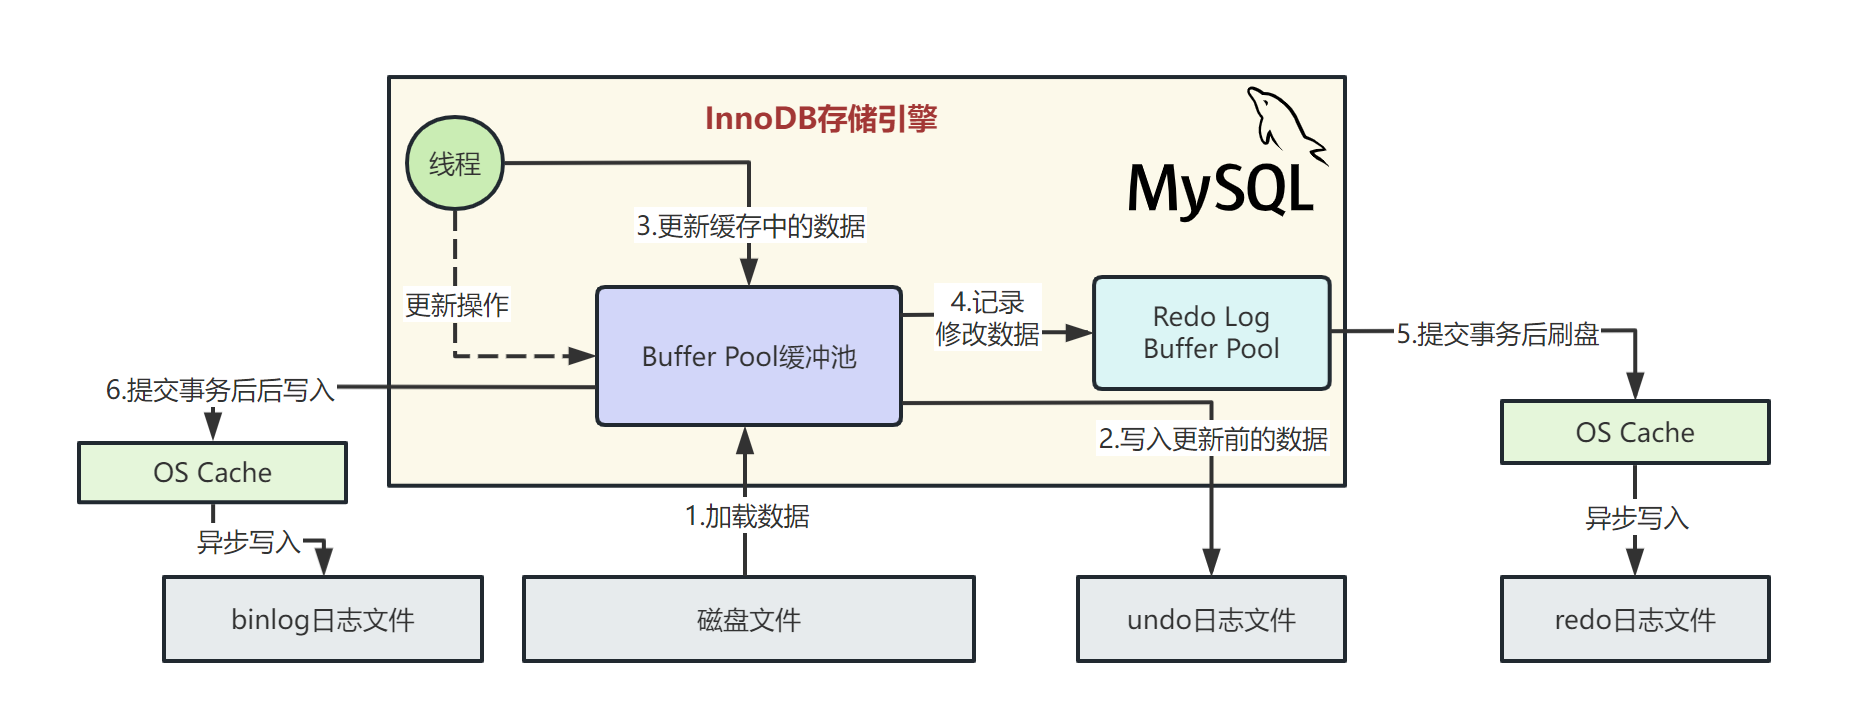 InnoDB存储引擎
MySQL
线程
3.更新缓存中的数据
更新操作
4.记录
修改数据
Redo Log
Buffer Pool
5.提交事务后刷盘
Buffer Pool缓冲池
6.提交事务后后写入
2.写入更新前的数据
OS Cache
OS Cache
1.加载数据
异步写入
异步写入
binlog日志文件
磁盘文件
undo日志文件
redo日志文件